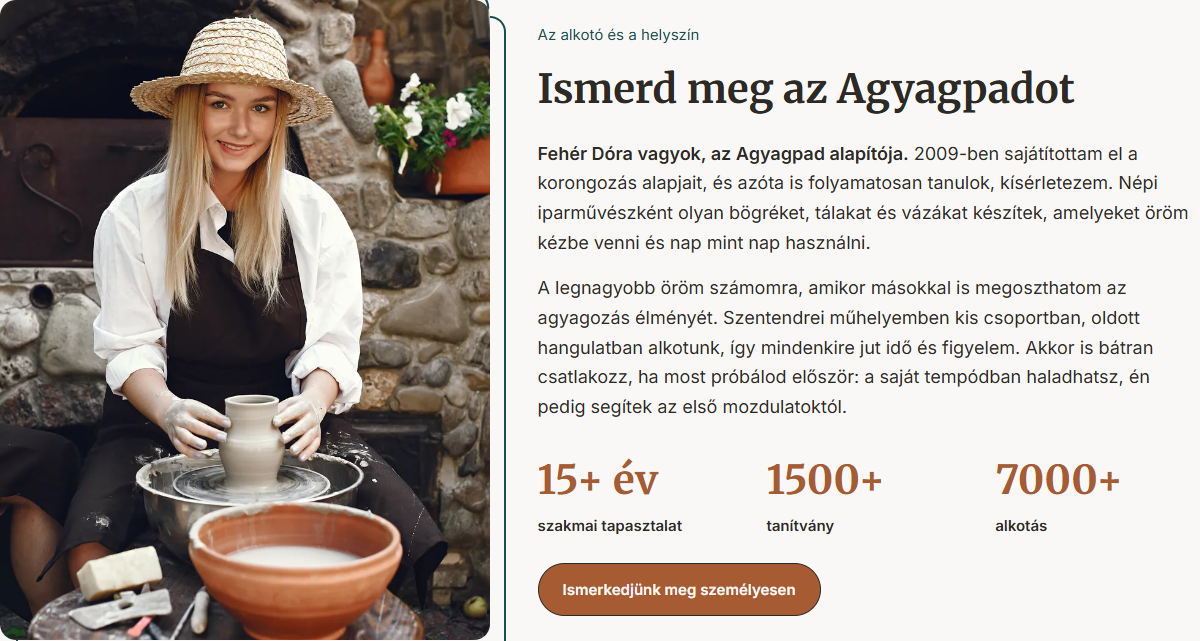 Az alkotó és a helyszín
Ismerd meg az Agyagpadot
Fehér Dóra vagyok, az Agyagpad alapítója. 2009-ben sajátítottam el a
korongozás alapjait, és azóta is folyamatosan tanulok, kísérletezem. Népi
iparművészként olyan bögréket, tálakat és vázákat készítek, amelyeket öröm
kézbe venni és nap mint nap használni.
A legnagyobb öröm számomra, amikor másokkal is megoszthatom az
agyagozás élményét. Szentendrei műhelyemben kis csoportban, oldott
hangulatban alkotunk, így mindenkire jut idő és figyelem. Akkor is bátran
csatlakozz, ha most próbálod először: a saját tempódban haladhatsz, én
pedig segítek az első mozdulatoktól.
15+ év 1500+ 7000+
szakmai tapasztalat tanítvány alkotás
Ismerkedjünk meg személyesen